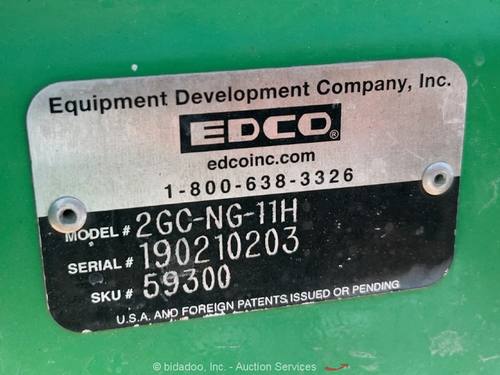 Equipment Development Company, Inc.
EDCO®
edcoinc.com
1-800-638-3326
MODEL # 2GC-NG-11H
SERIAL # 190210203
SKU # 59300
U.S.A. AND FOREIGN PATENTS ISSUED OR PENDING
© bidadoo, Inc. - Auction Services